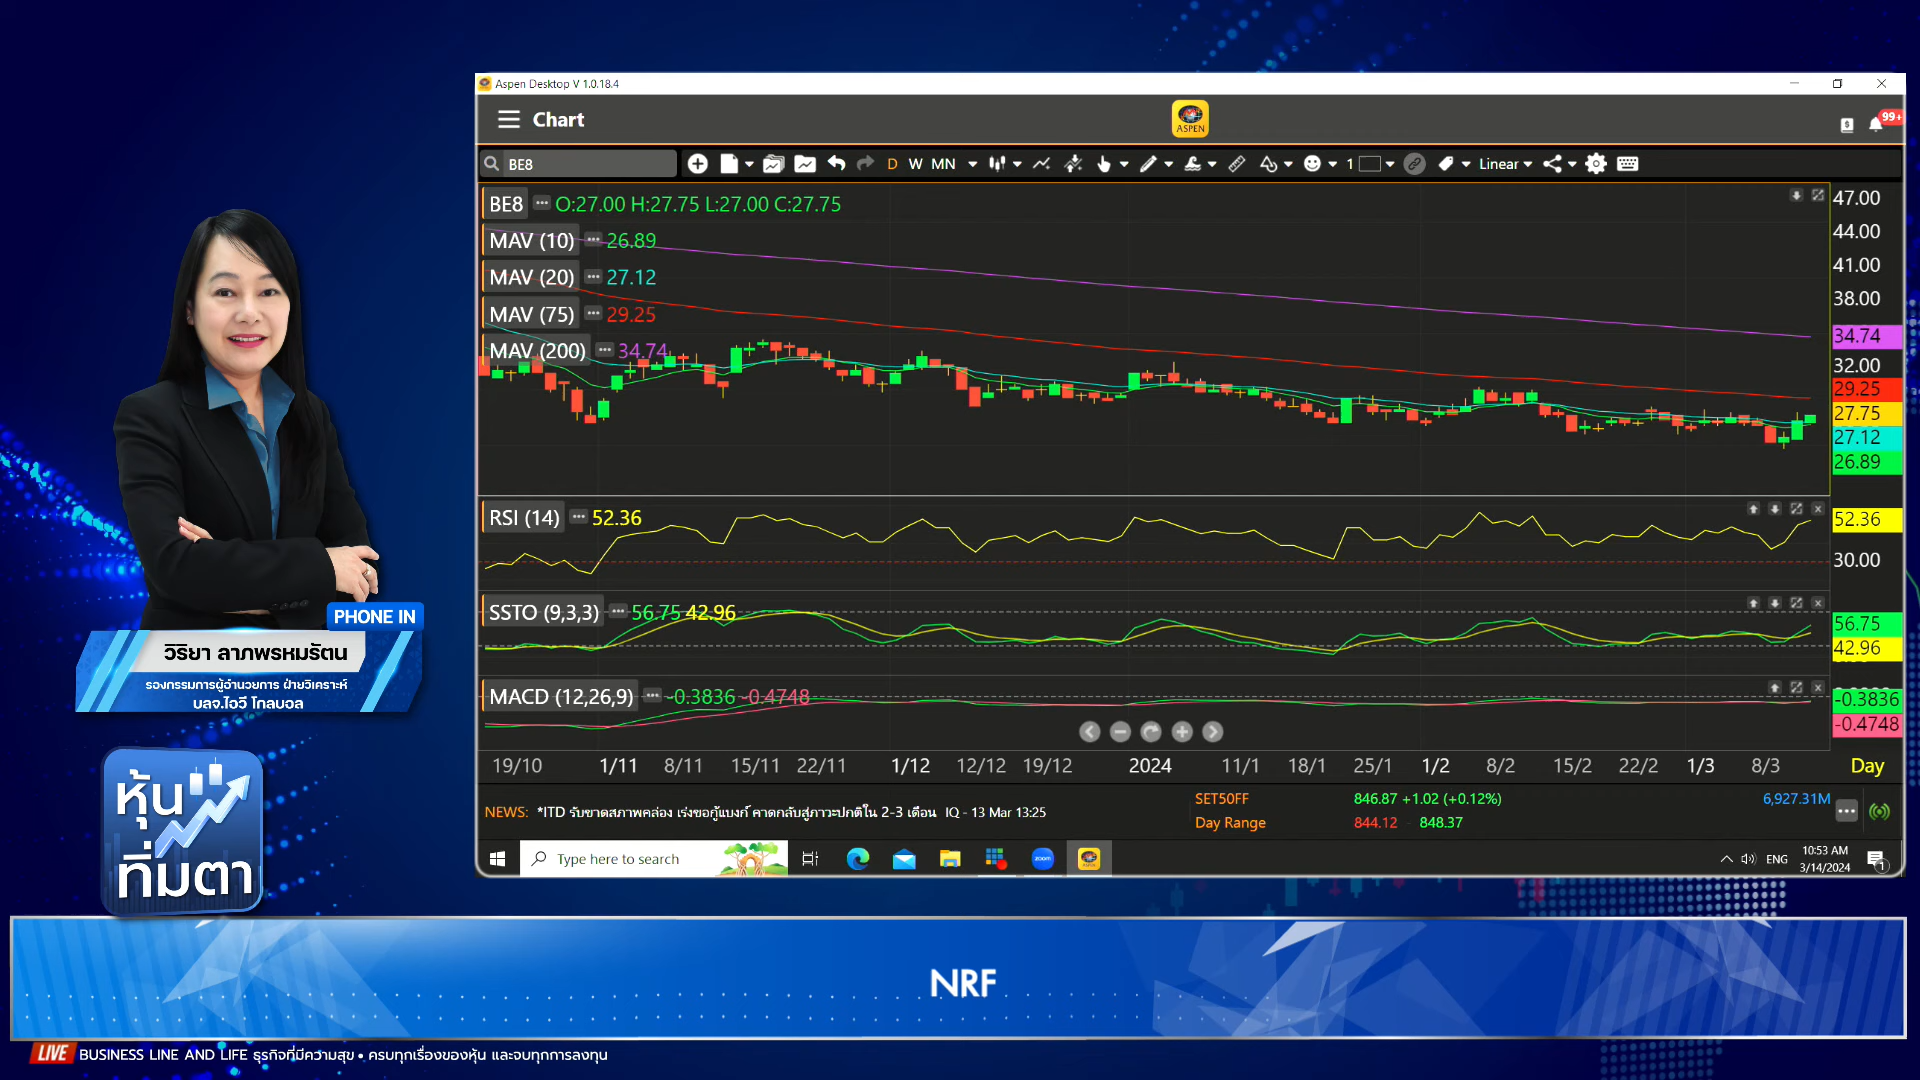 Aspen Desktop V 1.0.18.4
Chart
ASPEN
99+
BE8
D W MN
1
Linear
BE8 O:27.00 H:27.75 L:27.00 C:27.75
MAV (10) 26.89
MAV (20) 27.12
MAV (75) 29.25
MAV (200) 34.74
47.00
44.00
41.00
38.00
34.74
32.00
29.25
27.75
27.12
26.89
RSI (14) 52.36
52.36
30.00
SSTO (9,3,3) 56.75 42.96
56.75
42.96
MACD (12,26,9) -0.3836 -0.4748
-0.3836
-0.4748
19/10 1/11 8/11 15/11 22/11 1/12 12/12 19/12 2024 11/1 18/1 25/1 1/2 8/2 15/2 22/2 1/3 8/3 Day
NEWS: *ITD รับขาดสภาพคล่อง เร่งขอกู้แบงก์ คาดกลับสู่ภาวะปกติใน 2-3 เดือน IQ - 13 Mar 13:25
SET50FF 846.87 +1.02 (+0.12%) 6,927.31M
Day Range 844.12 - 848.37
Type here to search
zoom
ENG
10:53 AM
3/14/2024
1
PHONE IN
วิริยา ลาภพรหมรัตน
รองกรรมการผู้อำนวยการ ฝ่ายวิเคราะห์
บลจ.ไอวี โกลบอล
หุ้น
ทิ่มตา
NRF
LIVE BUSINESS LINE AND LIFE ธุรกิจที่มีความสุข • ครบทุกเรื่องของหุ้น และจบทุกการลงทุน